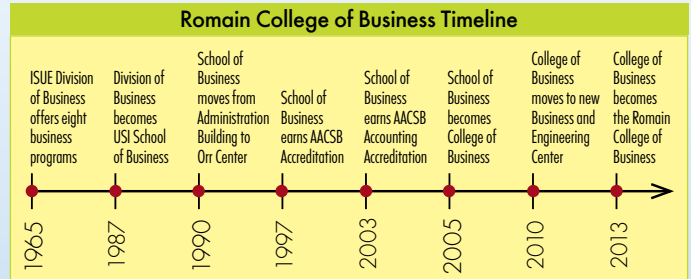 Romain College of Business Timeline
ISUE Division
of Business
offers eight
business
programs
Division of
Business
becomes
USI School
of Business
School of
Business
moves from
Administration
Building to
Orr Center
School of
Business
earns AACSB
Accreditation
School of
Business
earns AACSB
Accounting
Accreditation
School of
Business
becomes
College of
Business
College of
Business
moves to new
Business and
Engineering
Center
College of
Business
becomes
the Romain
College of
Business
1965
1987
1990
1997
2003
2005
2010
2013